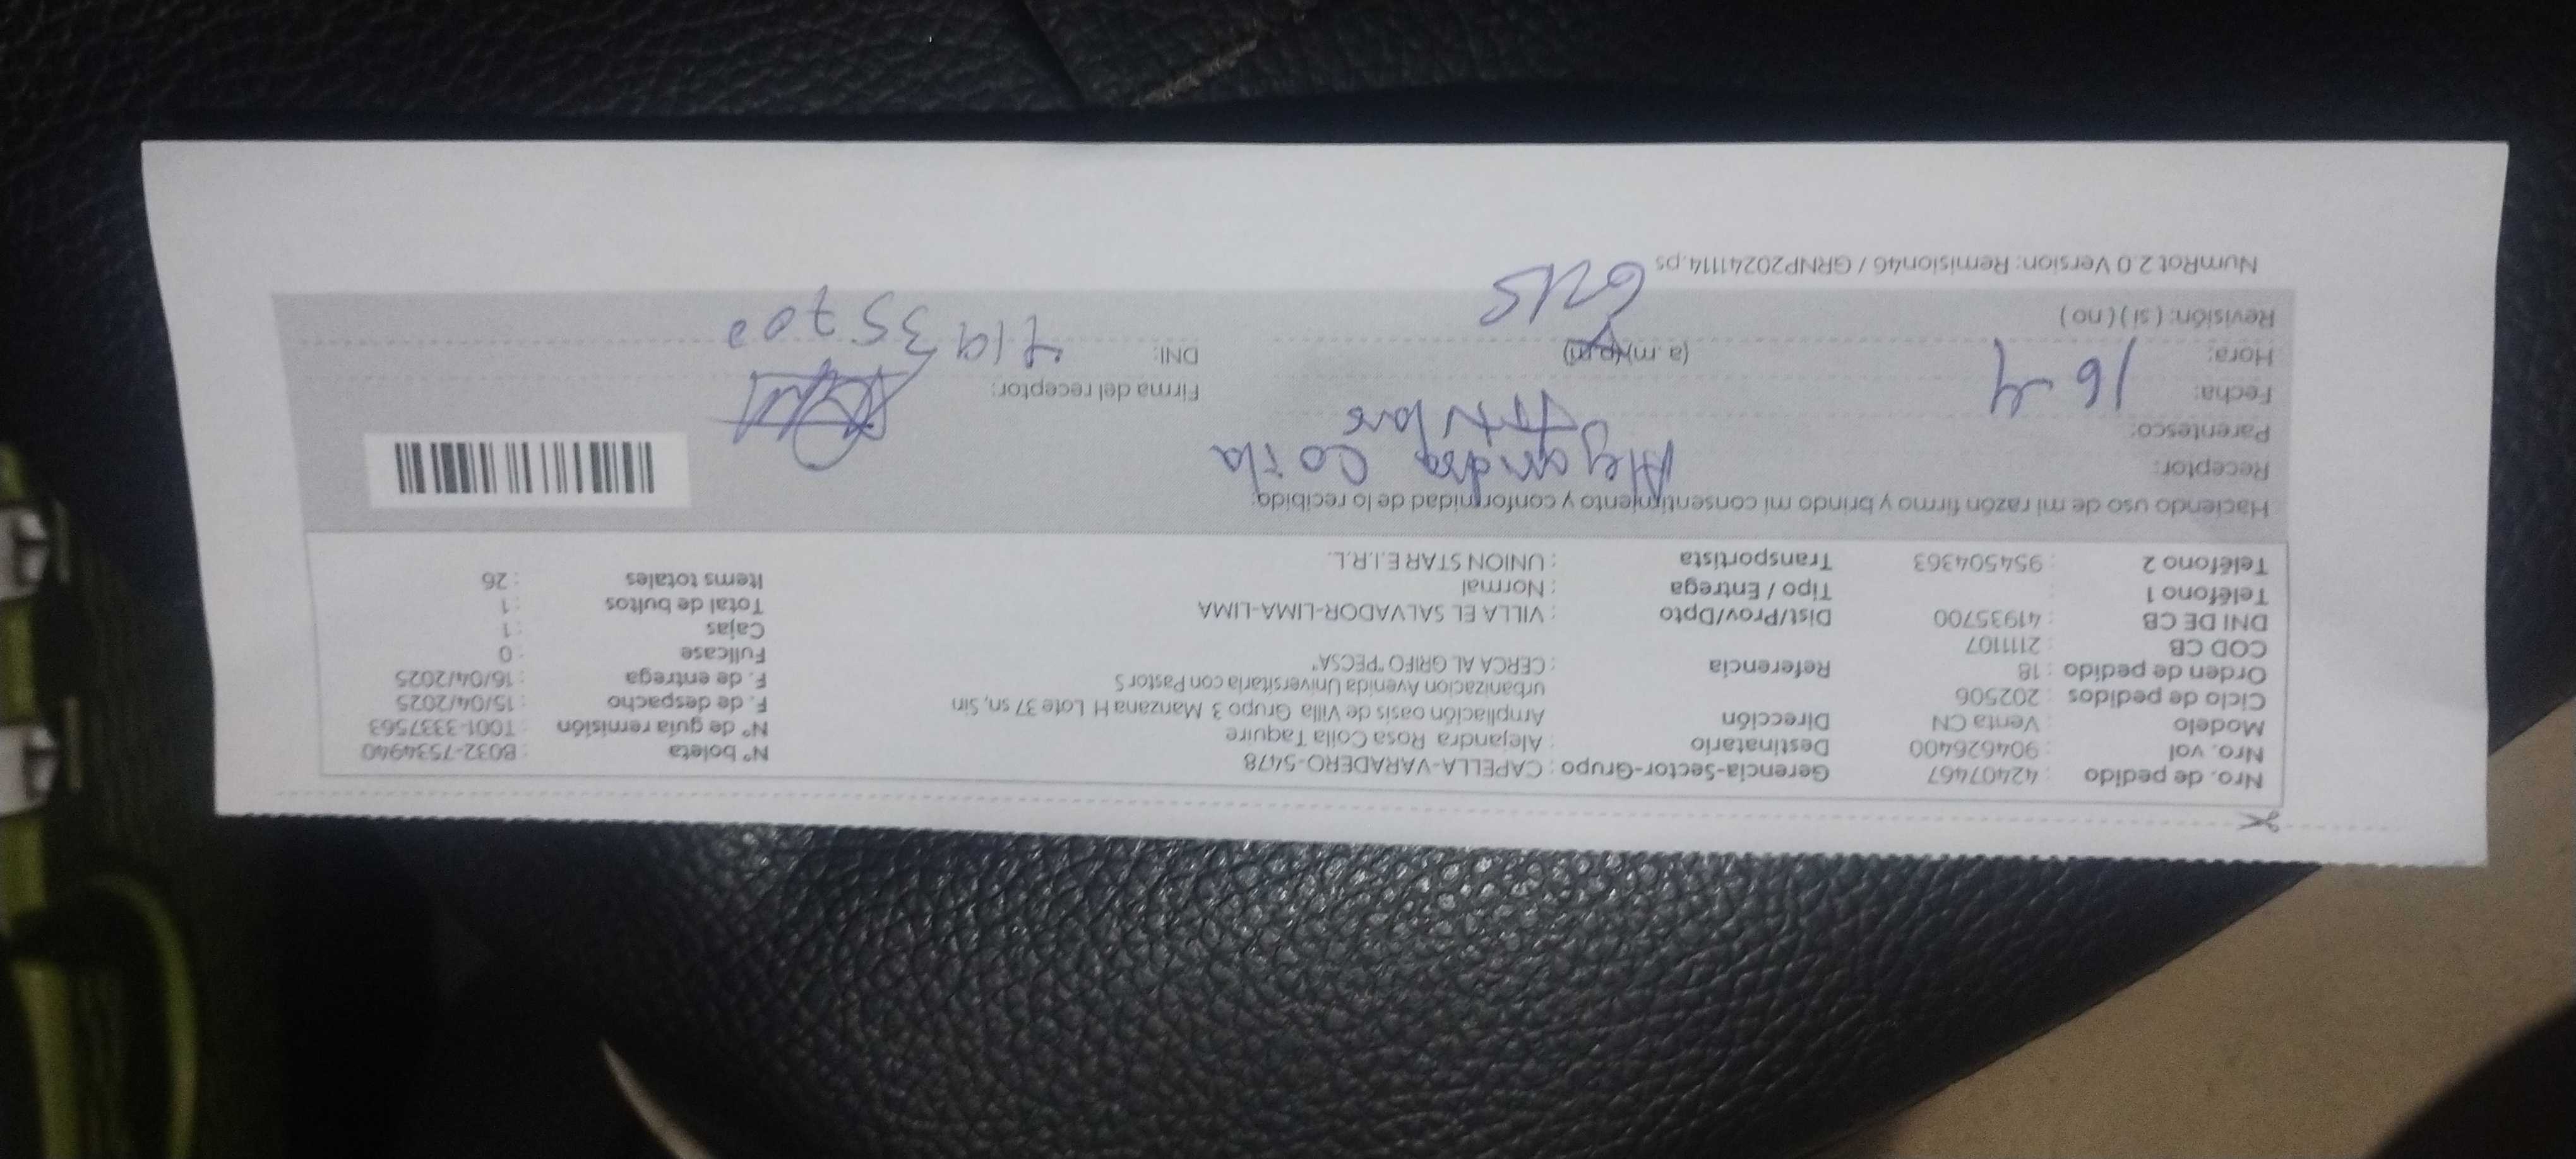 Nro. de pedido : 42407467 Gerencia-Sector-Grupo : CAPELLA-VARADERO-5478 N° boleta : B032-7534940
Nro. vol : 904626400 Destinatario : Alejandra Rosa Coila Taquire N° de guía remisión : T001-3337563
Modelo : Venta CN Dirección Ampliación oasis de Villa Grupo 3 Manzana H Lote 37 sn, Sin F. de despacho : 15/04/2025
Ciclo de pedidos : 202506 urbanizacion Avenida Universitaria con Pastor S F. de entrega : 16/04/2025
Orden de pedido : 18 Referencia : CERCA AL GRIFO "PECSA" Fullcase : 0
COD CB : 2111107 Cajas : 1
DNI DE CB : 41935700 Dist/Prov/Dpto : VILLA EL SALVADOR-LIMA-LIMA Total de bultos : 1
Teléfono 1 : Tipo / Entrega : Normal Items totales : 26
Teléfono 2 : 954504363 Transportista : UNION STAR E.I.R.L.
Haciendo uso de mi razón firmo y brindo mi consentimiento y conformidad de lo recibido:
Receptor: Alejandra Coila
Parentesco: Titular
Fecha: 16-4 Firma del receptor:
Hora: (a.m)(p.m) DNI: 41935700
Revisión: ( si ) ( no )
NumRot 2.0 Version: Remision46 / GRNP20241114.ps